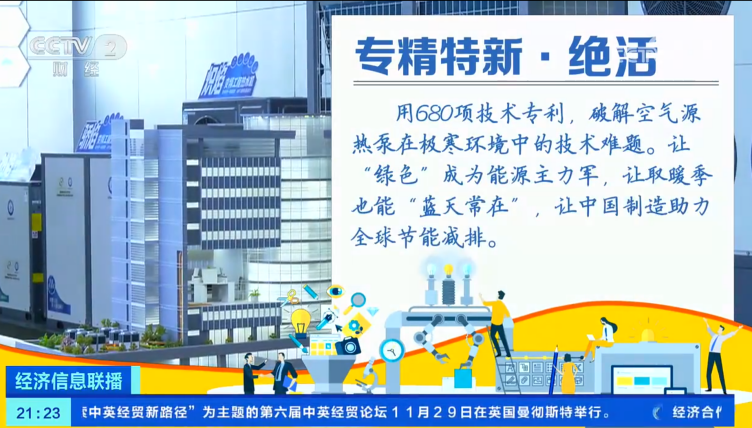 CCTV 2
财经
专精特新·绝活
用680项技术专利，破解空气源
热泵在极寒环境中的技术难题。让
“绿色”成为能源主力军，让取暖季
也能“蓝天常在”，让中国制造助力
全球节能减排。
经济信息联播
21:23
中英经贸新路径”为主题的第六届中英经贸论坛11月29日在英国曼彻斯特举行。
经济合作